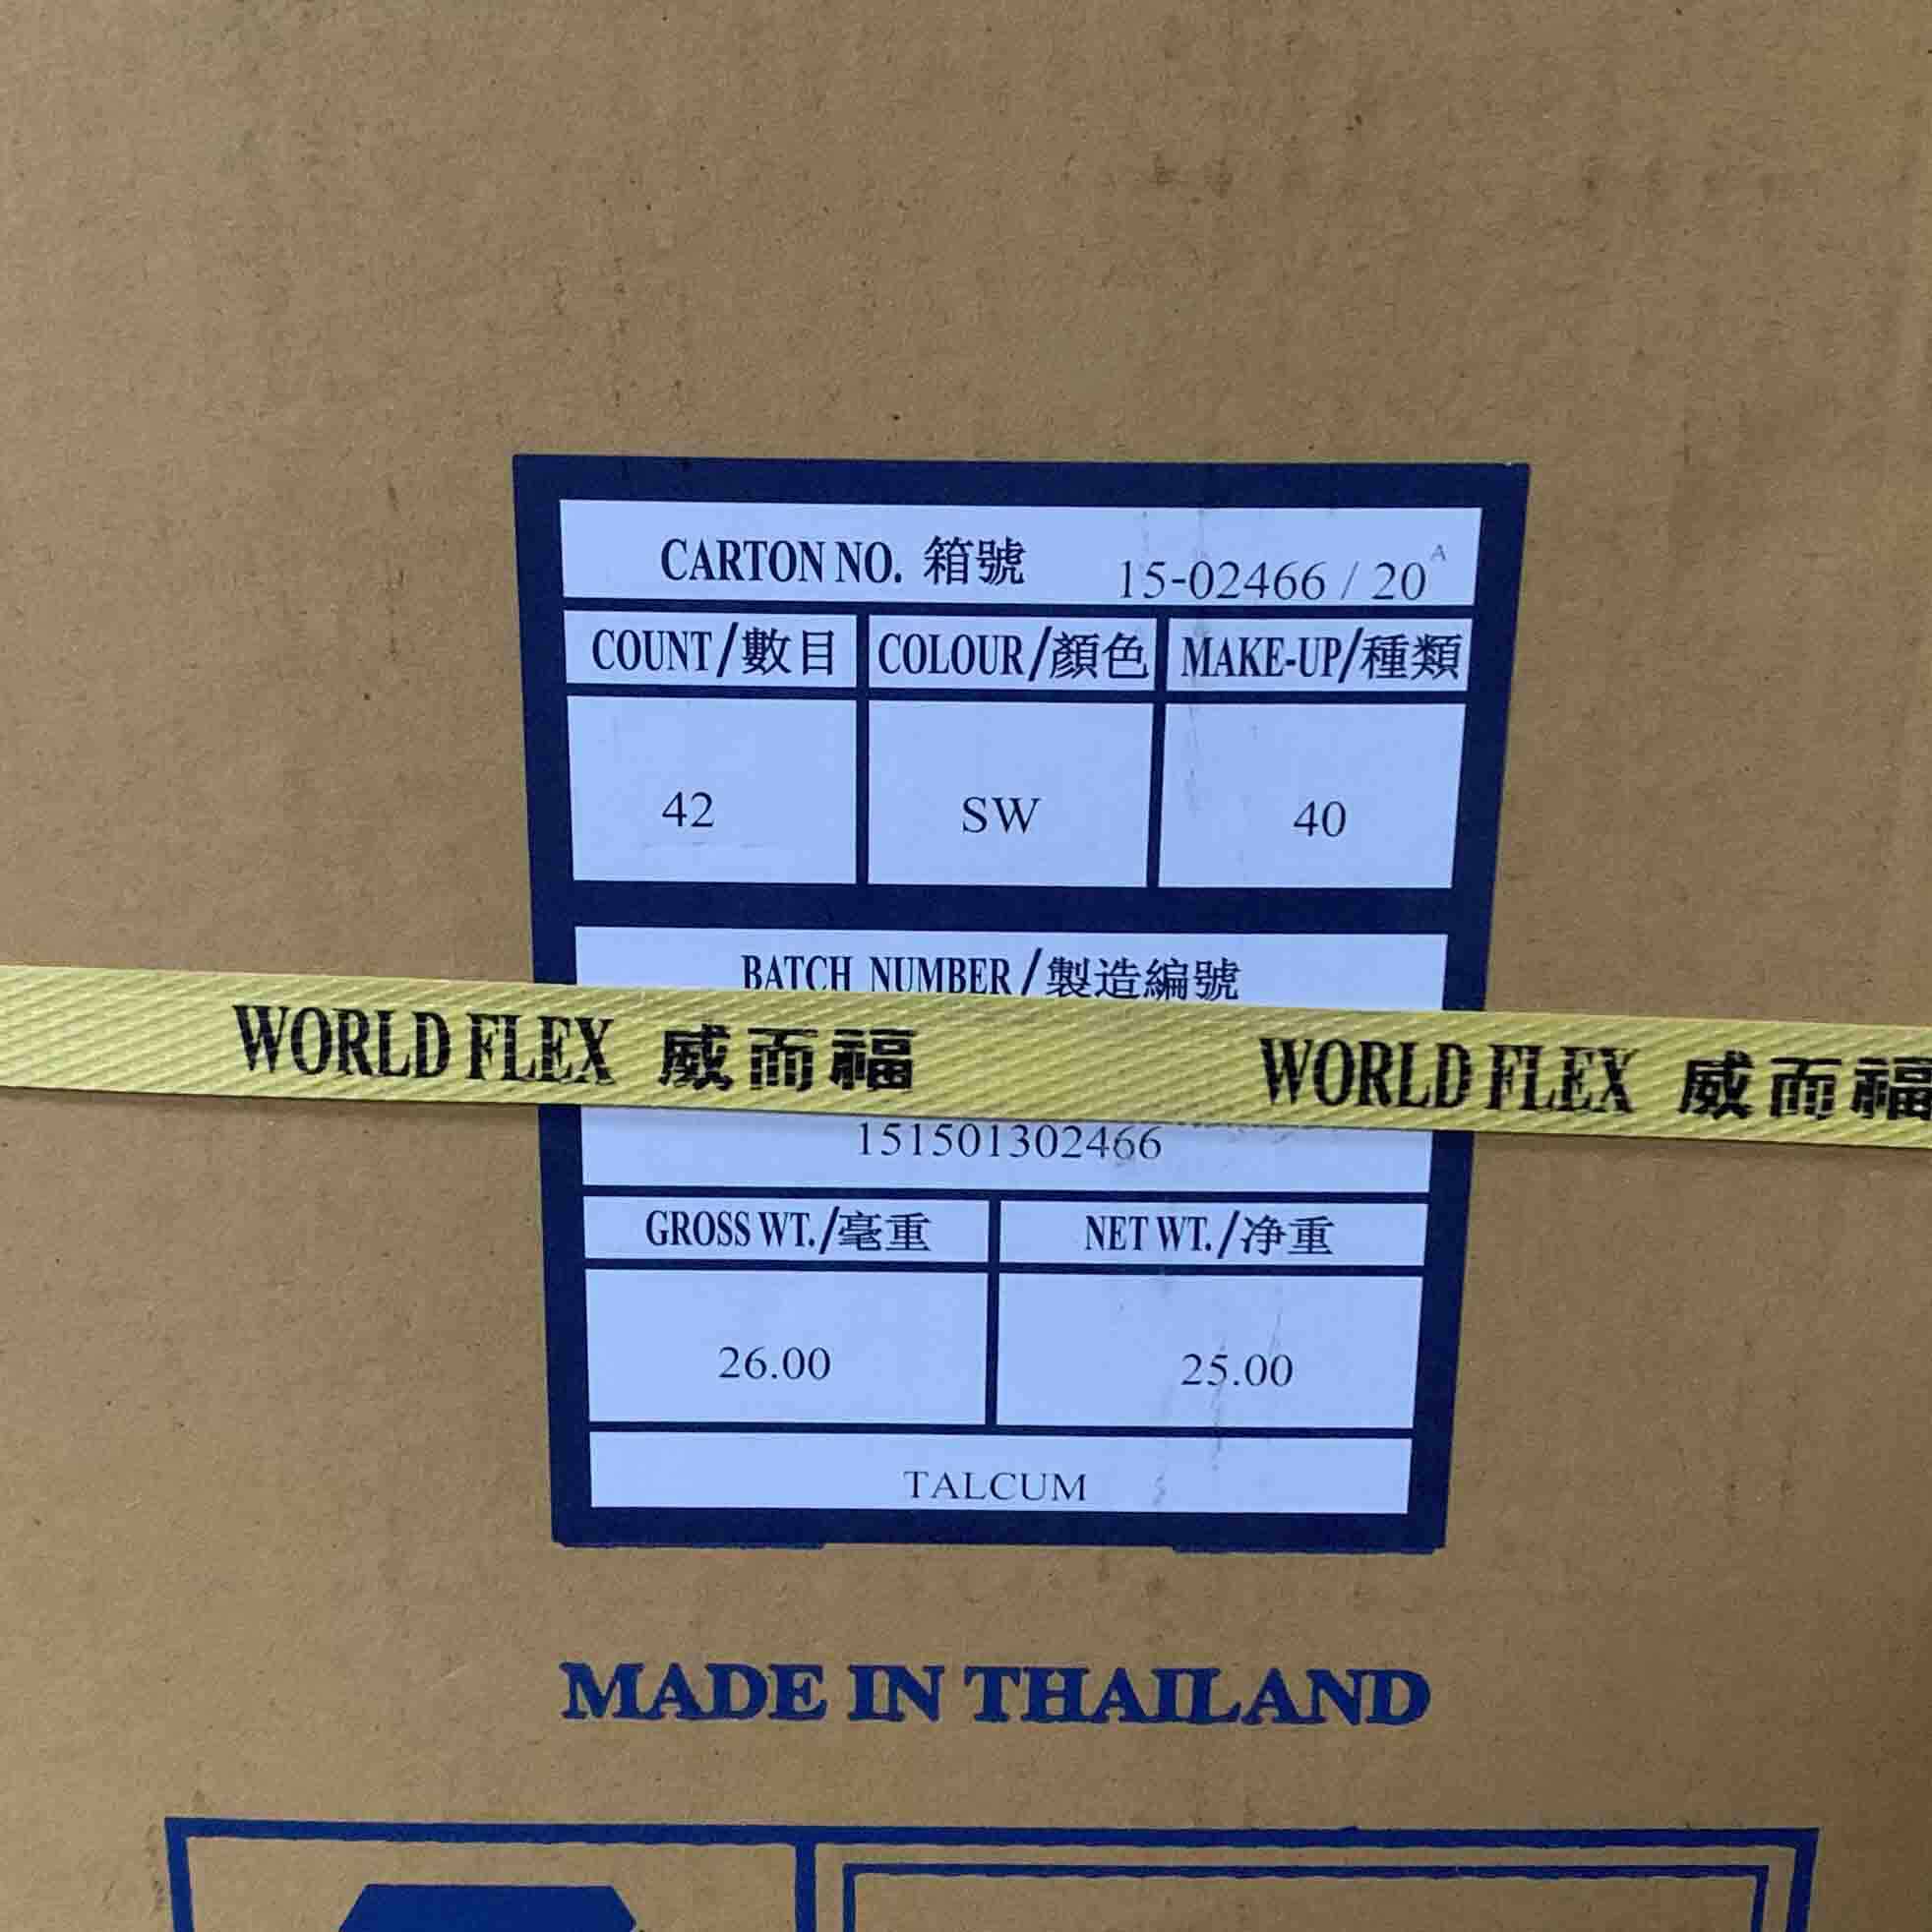 CARTON NO. 箱號 15-02466 / 20 A
COUNT/數目 COLOUR/顏色 MAKE-UP/種類
42 SW 40
BATCH NUMBER/製造編號
WORLD FLEX 威而福 WORLD FLEX 威而福
151501302466
GROSS WT./毫重 NET WT./净重
26.00 25.00
TALCUM
MADE IN THAILAND